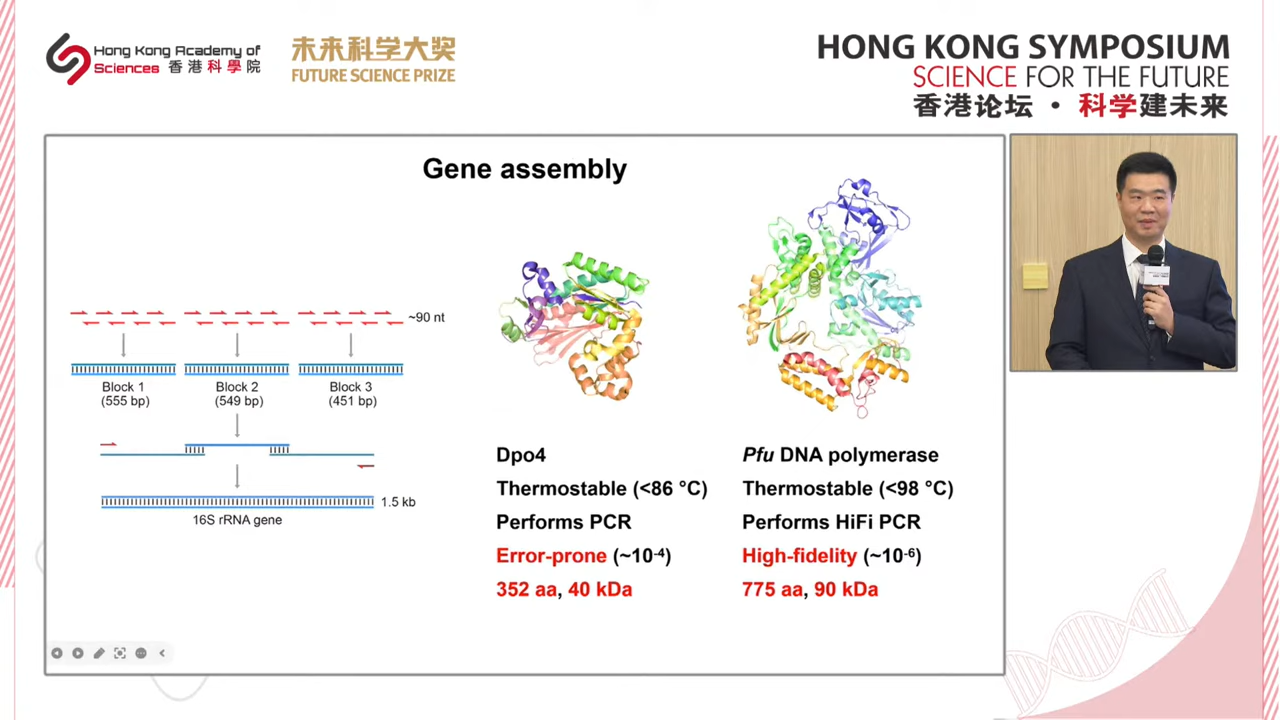 Hong Kong Academy of
Sciences 香港科學院
未来科学大奖
FUTURE SCIENCE PRIZE
HONG KONG SYMPOSIUM
SCIENCE FOR THE FUTURE
香港论坛 · 科学建未来
Gene assembly
~90 nt
Block 1
(555 bp)
Block 2
(549 bp)
Block 3
(451 bp)
1.5 kb
16S rRNA gene
Dpo4
Thermostable (<86 °C)
Performs PCR
Error-prone (~10⁻⁴)
352 aa, 40 kDa
Pfu DNA polymerase
Thermostable (<98 °C)
Performs HiFi PCR
High-fidelity (~10⁻⁶)
775 aa, 90 kDa